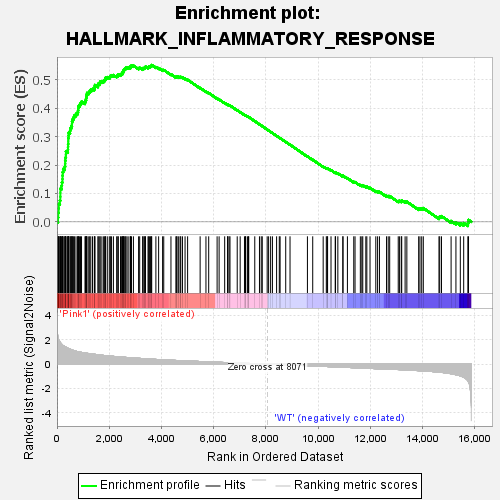 Enrichment plot:
HALLMARK_INFLAMMATORY_RESPONSE
Enrichment score (ES)
0.5
0.4
0.3
0.2
0.1
0.0
'Pink1' (positively correlated)
Ranked list metric (Signal2Noise)
4
2
0
-2
-4
Zero cross at 8071
'WT' (negatively correlated)
0
2,000
4,000
6,000
8,000
10,000
12,000
14,000
16,000
Rank in Ordered Dataset
Enrichment profile
Hits
Ranking metric scores